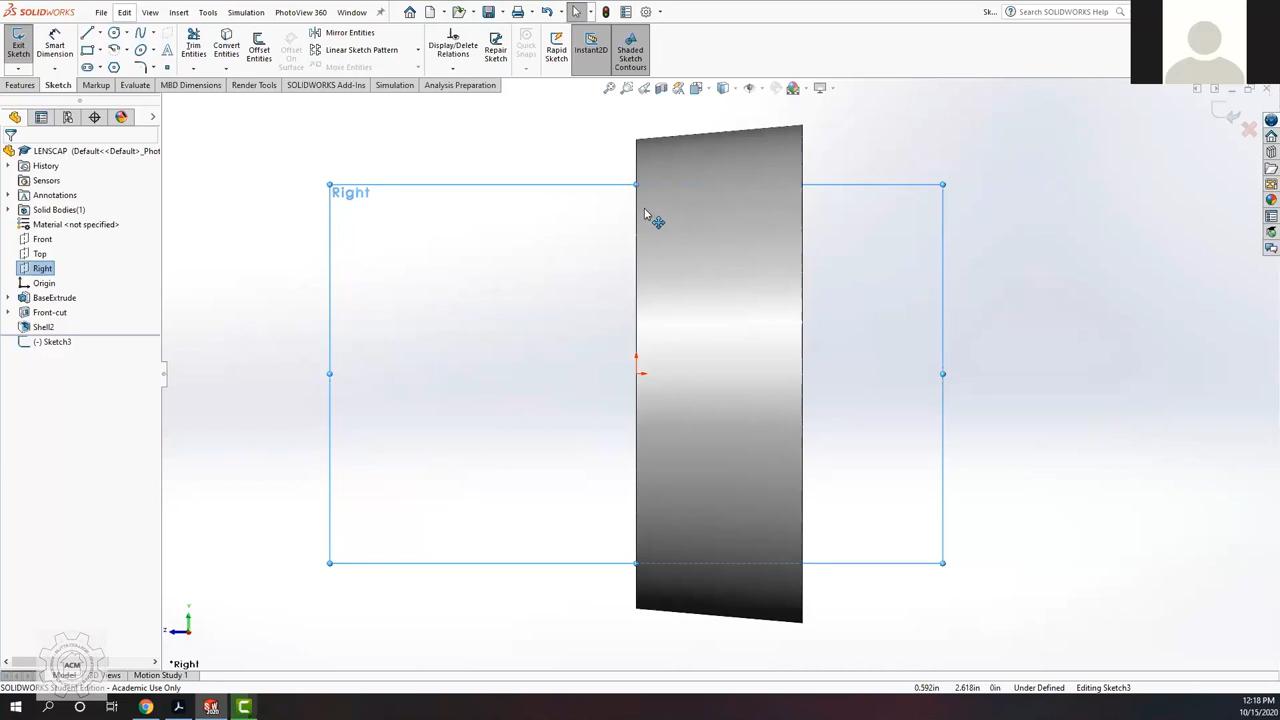 SOLIDWORKS File Edit View Insert Tools Simulation PhotoView 360 Window Sk... Search SOLIDWORKS Help
Exit Sketch Smart Dimension Trim Entities Convert Entities Offset Entities Offset On Surface Mirror Entities Linear Sketch Pattern Move Entities Display/Delete Relations Repair Sketch Quick Snaps Rapid Sketch Instant2D Shaded Sketch Contours
Features Sketch Markup Evaluate MBD Dimensions Render Tools SOLIDWORKS Add-Ins Simulation Analysis Preparation
LENSCAP (Default<<Default>_Phot
History
Sensors
Annotations
Solid Bodies(1)
Material <not specified>
Front
Top
Right
Origin
BaseExtrude
Front-cut
Shell2
(-) Sketch3
Right
Y
Z
*Right
ACM
Model 3D Views Motion Study 1
SOLIDWORKS Student Edition - Academic Use Only 0.592in 2.618in 0in Under Defined Editing Sketch3
12:18 PM
10/15/2020